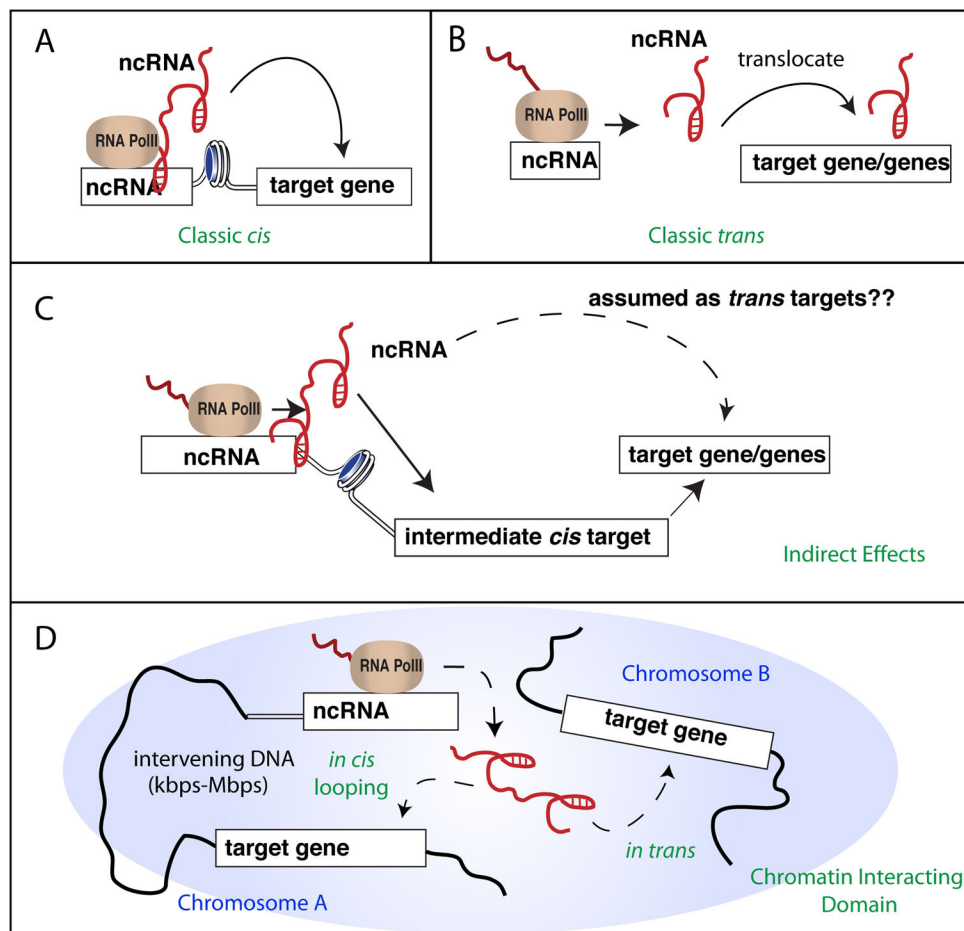 A
ncRNA
RNA PolII
ncRNA
target gene
Classic cis
B
ncRNA
translocate
RNA PolII
ncRNA
target gene/genes
Classic trans
C
assumed as trans targets??
ncRNA
RNA PolII
ncRNA
target gene/genes
intermediate cis target
Indirect Effects
D
RNA PolII
ncRNA
Chromosome B
target gene
intervening DNA
(kbps-Mbps)
in cis
looping
target gene
in trans
Chromosome A
Chromatin Interacting
Domain